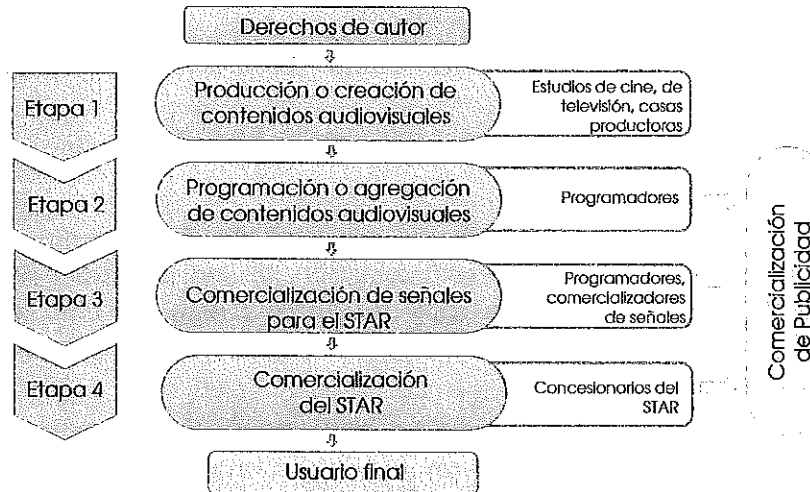 Derechos de autor
Etapa 1
Producción o creación de
contenidos audiovisuales
Estudios de cine, de
televisión, casas
productoras
Etapa 2
Programación o agregación
de contenidos audiovisuales
Programadores
Etapa 3
Comercialización de señales
para el STAR
Programadores,
comercializadores
de señales
Etapa 4
Comercialización
del STAR
Concesionarios del
STAR
Comercialización
de Publicidad
Usuario final